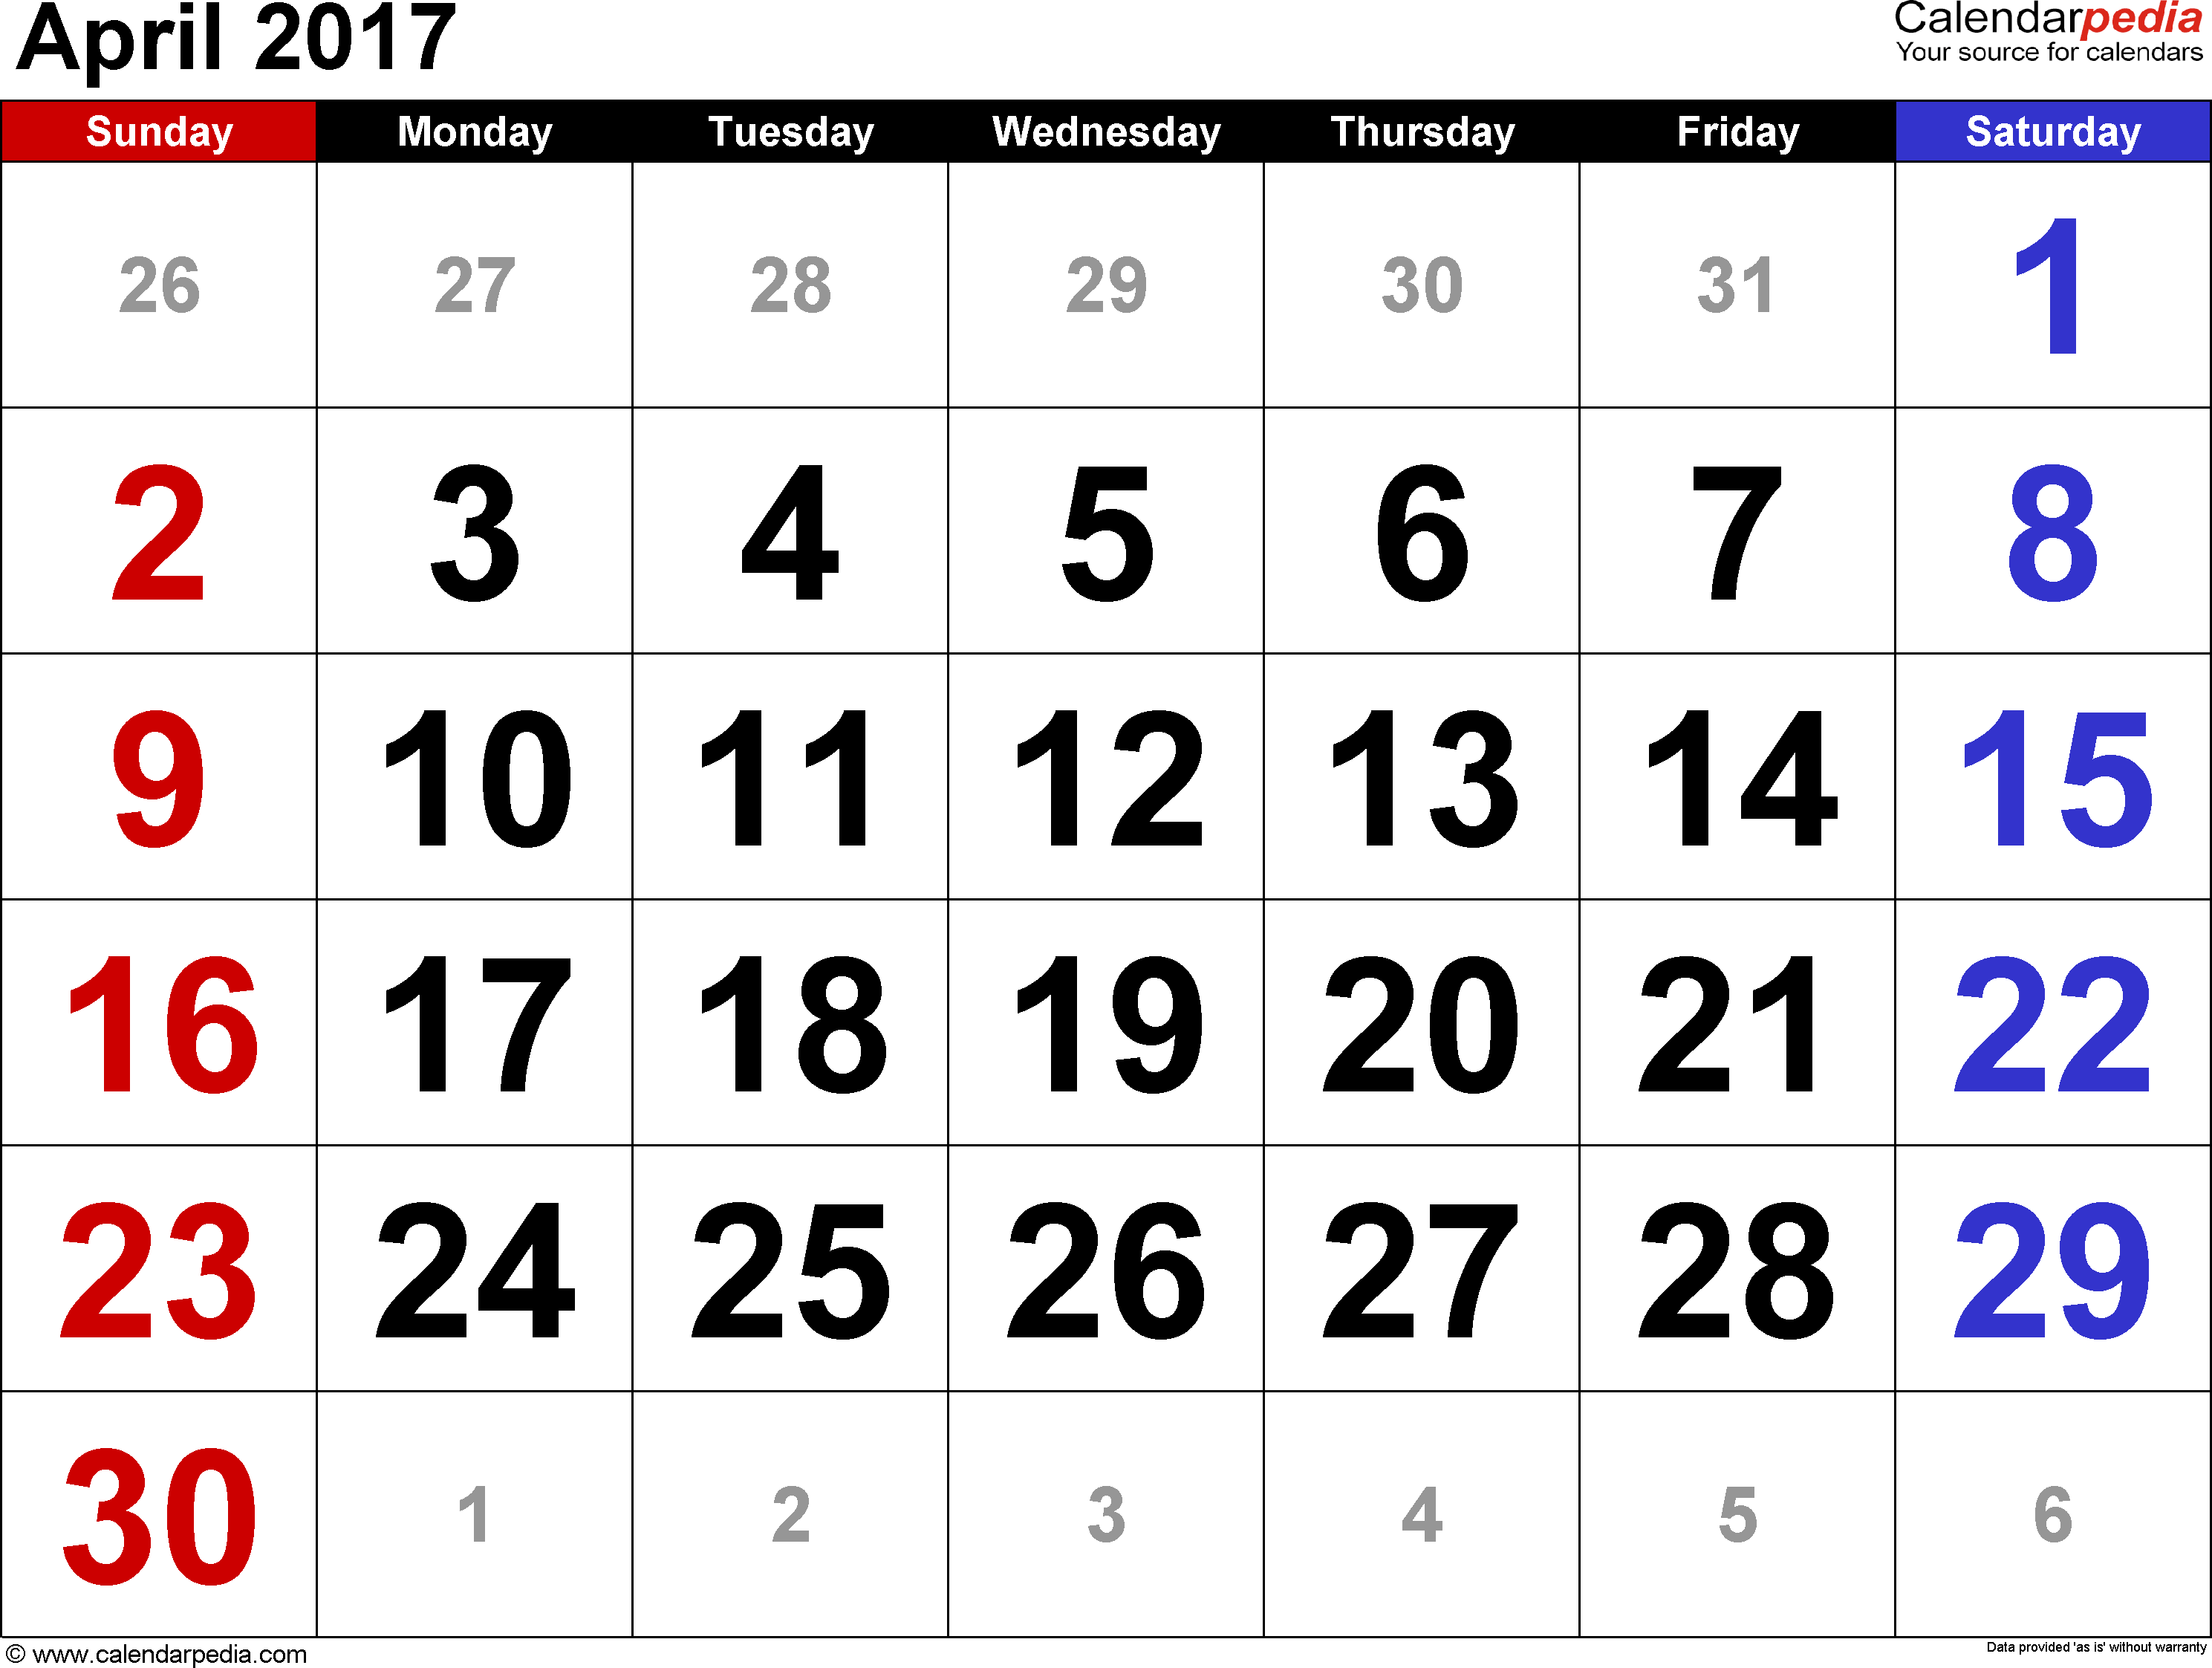 April 2017
Calendarpedia
Your source for calendars
Sunday Monday Tuesday Wednesday Thursday Friday Saturday
26 27 28 29 30 31 1
2 3 4 5 6 7 8
9 10 11 12 13 14 15
16 17 18 19 20 21 22
23 24 25 26 27 28 29
30 1 2 3 4 5 6
© www.calendarpedia.com
Data provided 'as is' without warranty